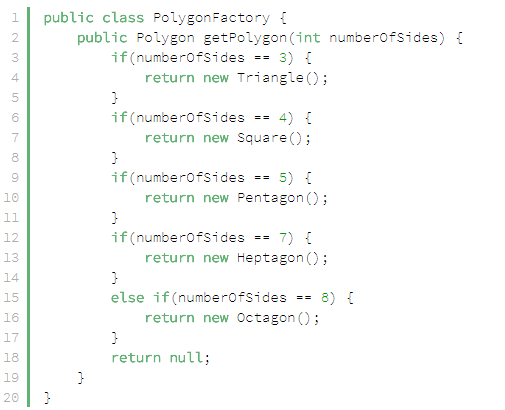 1 public class PolygonFactory {
2 public Polygon getPolygon(int numberOfSides) {
3 if(numberOfSides == 3) {
4 return new Triangle();
5 }
6 if(numberOfSides == 4) {
7 return new Square();
8 }
9 if(numberOfSides == 5) {
10 return new Pentagon();
11 }
12 if(numberOfSides == 7) {
13 return new Heptagon();
14 }
15 else if(numberOfSides == 8) {
16 return new Octagon();
17 }
18 return null;
19 }
20 }